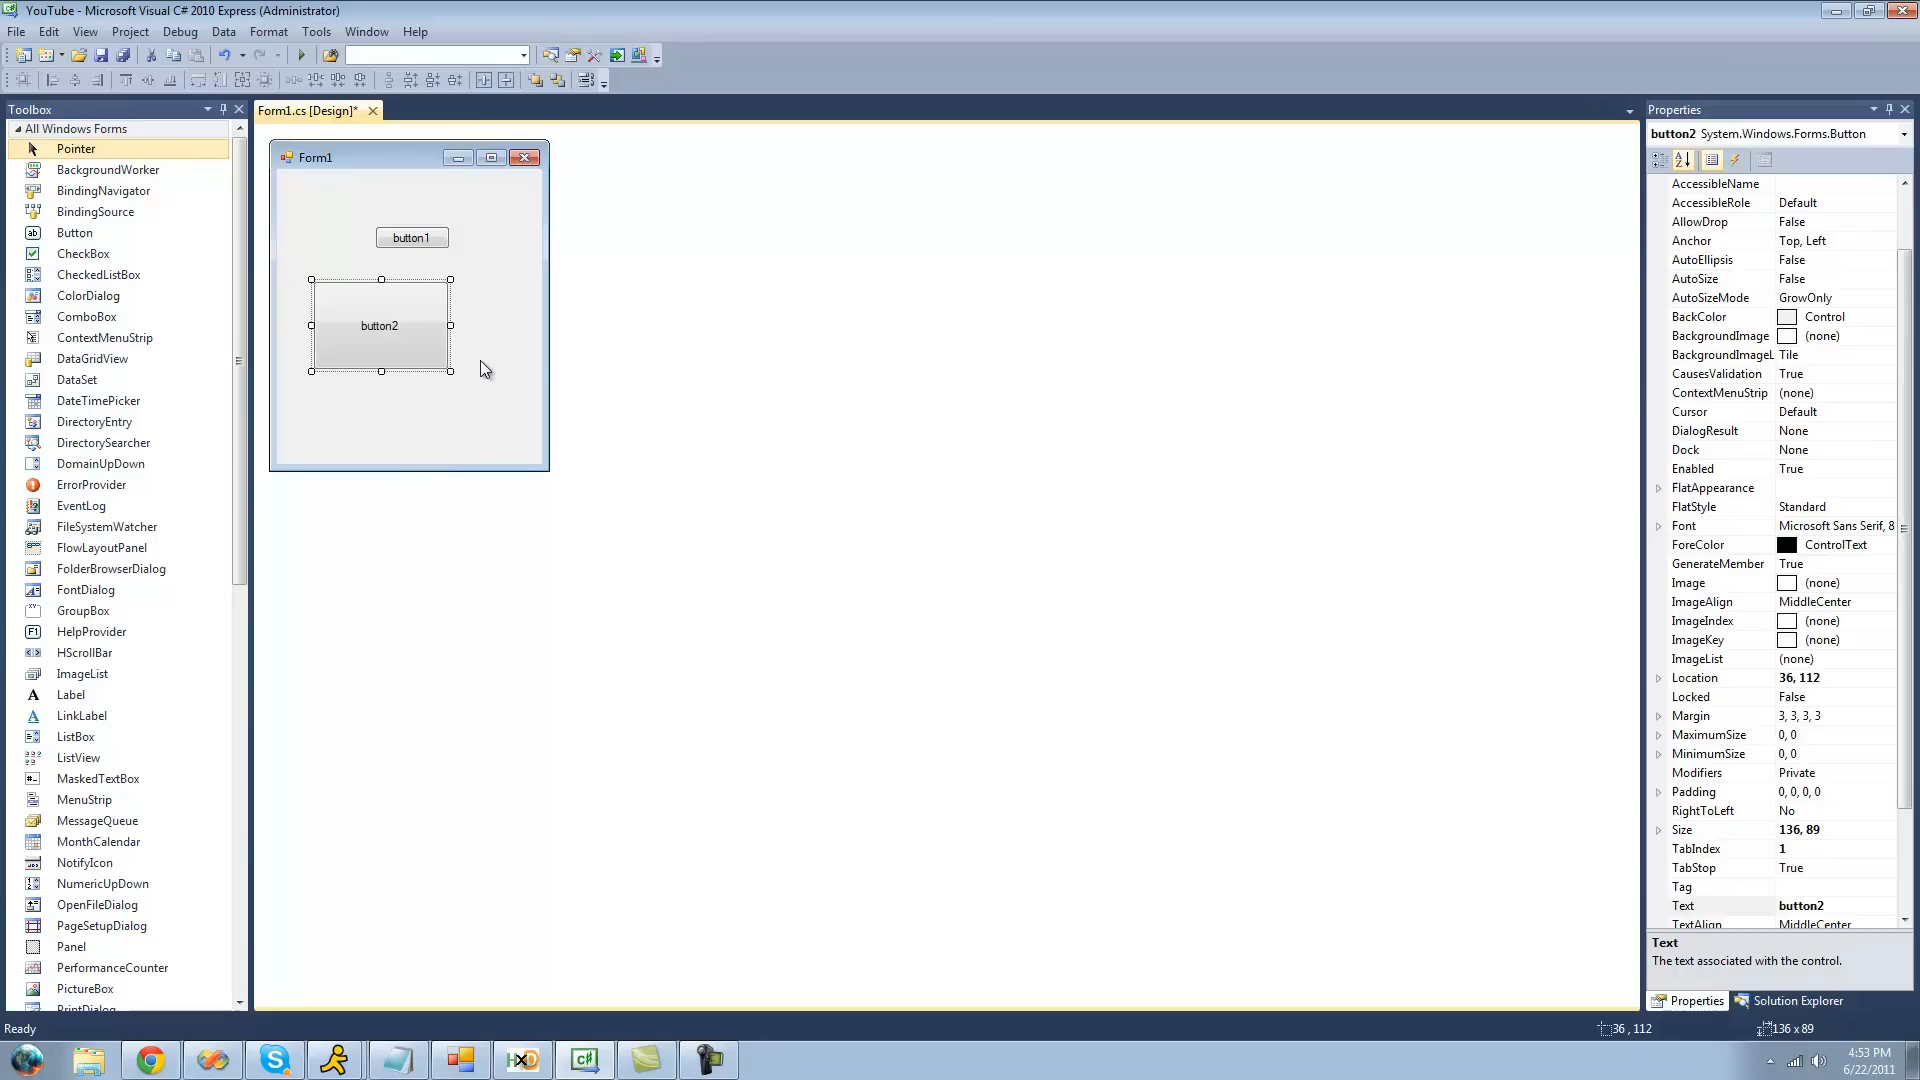 YouTube - Microsoft Visual C# 2010 Express (Administrator)
File Edit View Project Debug Data Format Tools Window Help
Toolbox
All Windows Forms
Pointer
BackgroundWorker
BindingNavigator
BindingSource
Button
CheckBox
CheckedListBox
ColorDialog
ComboBox
ContextMenuStrip
DataGridView
DataSet
DateTimePicker
DirectoryEntry
DirectorySearcher
DomainUpDown
ErrorProvider
EventLog
FileSystemWatcher
FlowLayoutPanel
FolderBrowserDialog
FontDialog
GroupBox
HelpProvider
HScrollBar
ImageList
Label
LinkLabel
ListBox
ListView
MaskedTextBox
MenuStrip
MessageQueue
MonthCalendar
NotifyIcon
NumericUpDown
OpenFileDialog
PageSetupDialog
Panel
PerformanceCounter
PictureBox
PrintDialog
Form1.cs [Design]*
Form1
button1
button2
Properties
button2 System.Windows.Forms.Button
AccessibleName
AccessibleRole Default
AllowDrop False
Anchor Top, Left
AutoEllipsis False
AutoSize False
AutoSizeMode GrowOnly
BackColor Control
BackgroundImage (none)
BackgroundImageL Tile
CausesValidation True
ContextMenuStrip (none)
Cursor Default
DialogResult None
Dock None
Enabled True
FlatAppearance
FlatStyle Standard
Font Microsoft Sans Serif, 8
ForeColor ControlText
GenerateMember True
Image (none)
ImageAlign MiddleCenter
ImageIndex (none)
ImageKey (none)
ImageList (none)
Location 36, 112
Locked False
Margin 3, 3, 3, 3
MaximumSize 0, 0
MinimumSize 0, 0
Modifiers Private
Padding 0, 0, 0, 0
RightToLeft No
Size 136, 89
TabIndex 1
TabStop True
Tag
Text button2
TextAlign MiddleCenter
Text
The text associated with the control.
Properties Solution Explorer
Ready 36 , 112 136 x 89
4:53 PM
6/22/2011